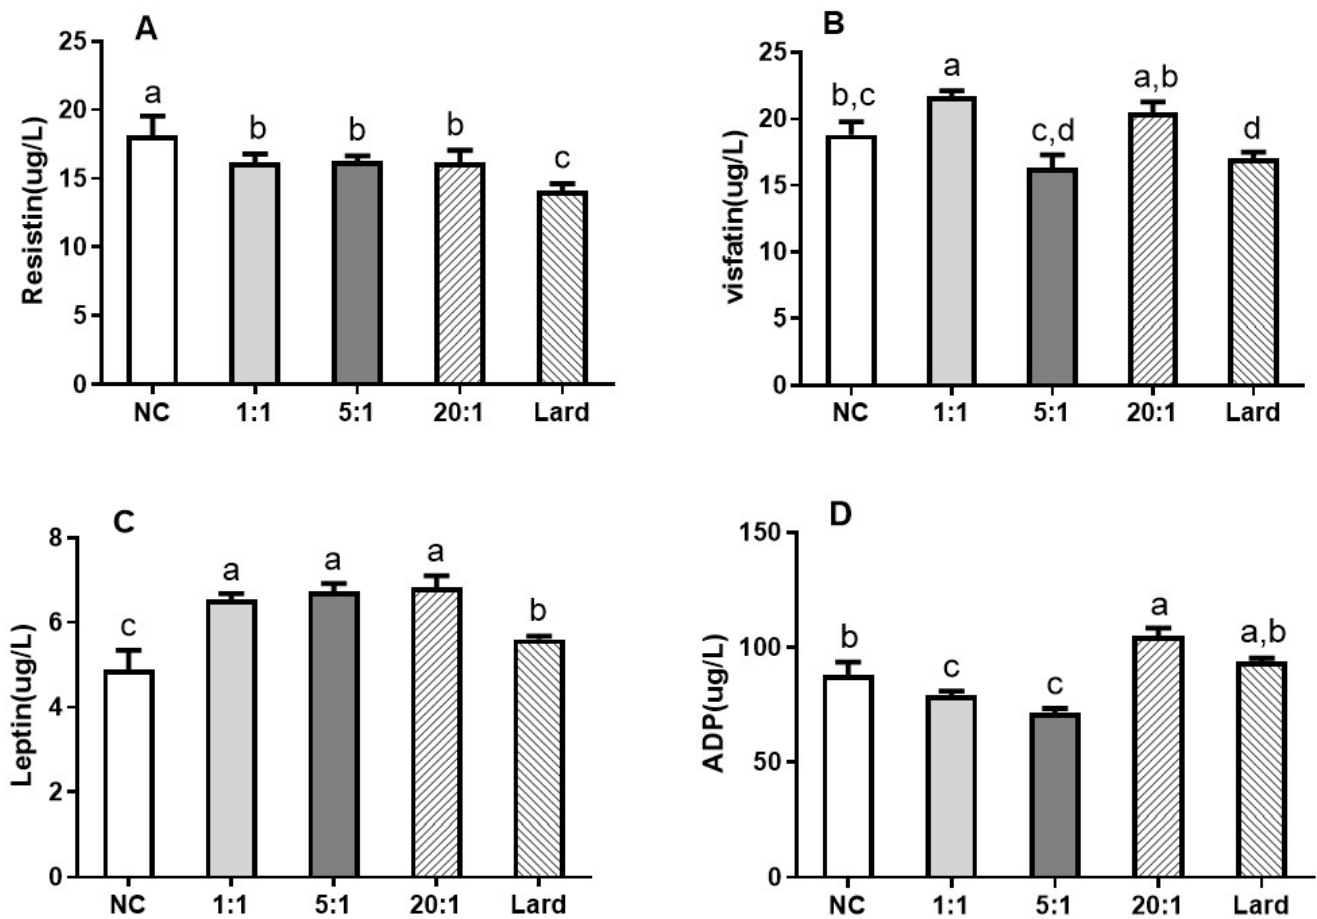 A
Resistin(ug/L)
25
20
15
10
5
0
a
b
b
b
c
NC 1:1 5:1 20:1 Lard
B
visfatin(ug/L)
25
20
15
10
5
0
b,c
a
c,d
a,b
d
NC 1:1 5:1 20:1 Lard
C
Leptin(ug/L)
8
6
4
2
0
c
a
a
a
b
NC 1:1 5:1 20:1 Lard
D
ADP(ug/L)
150
100
50
0
b
c
c
a
a,b
NC 1:1 5:1 20:1 Lard